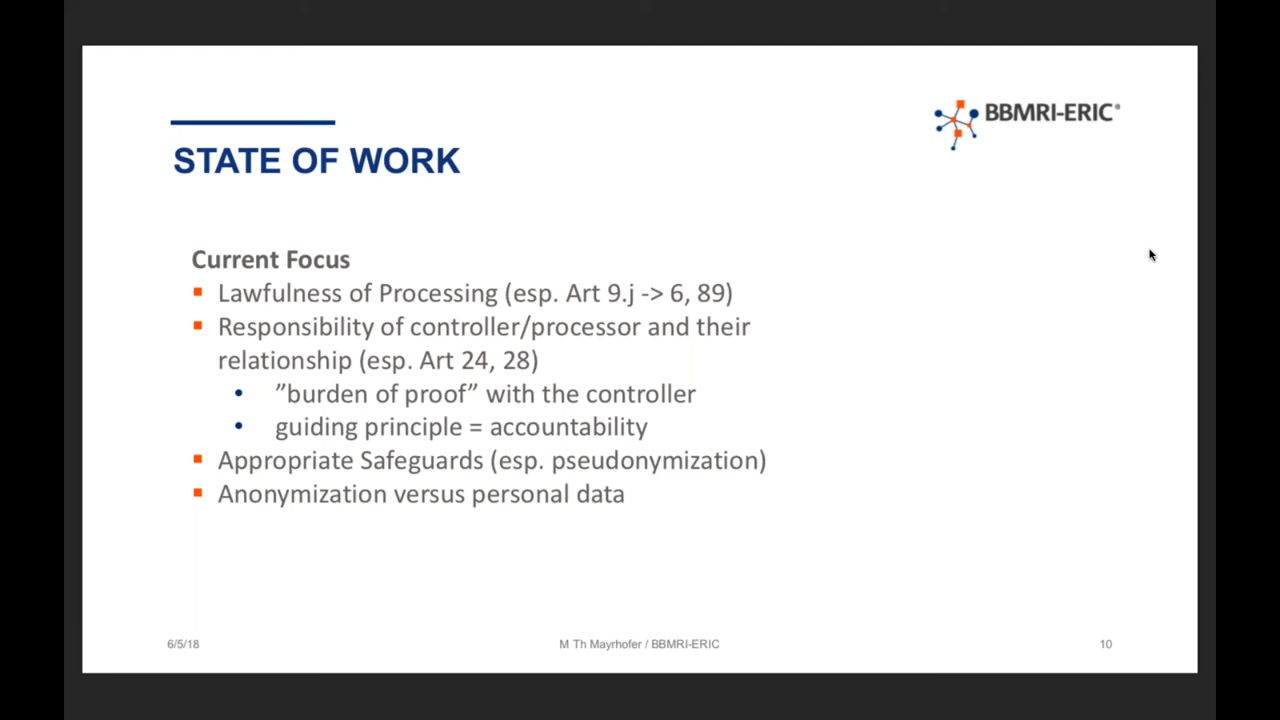 BBMRI-ERIC®
STATE OF WORK
Current Focus
Lawfulness of Processing (esp. Art 9.j -> 6, 89)
Responsibility of controller/processor and their
relationship (esp. Art 24, 28)
”burden of proof” with the controller
guiding principle = accountability
Appropriate Safeguards (esp. pseudonymization)
Anonymization versus personal data
6/5/18
M Th Mayrhofer / BBMRI-ERIC
10